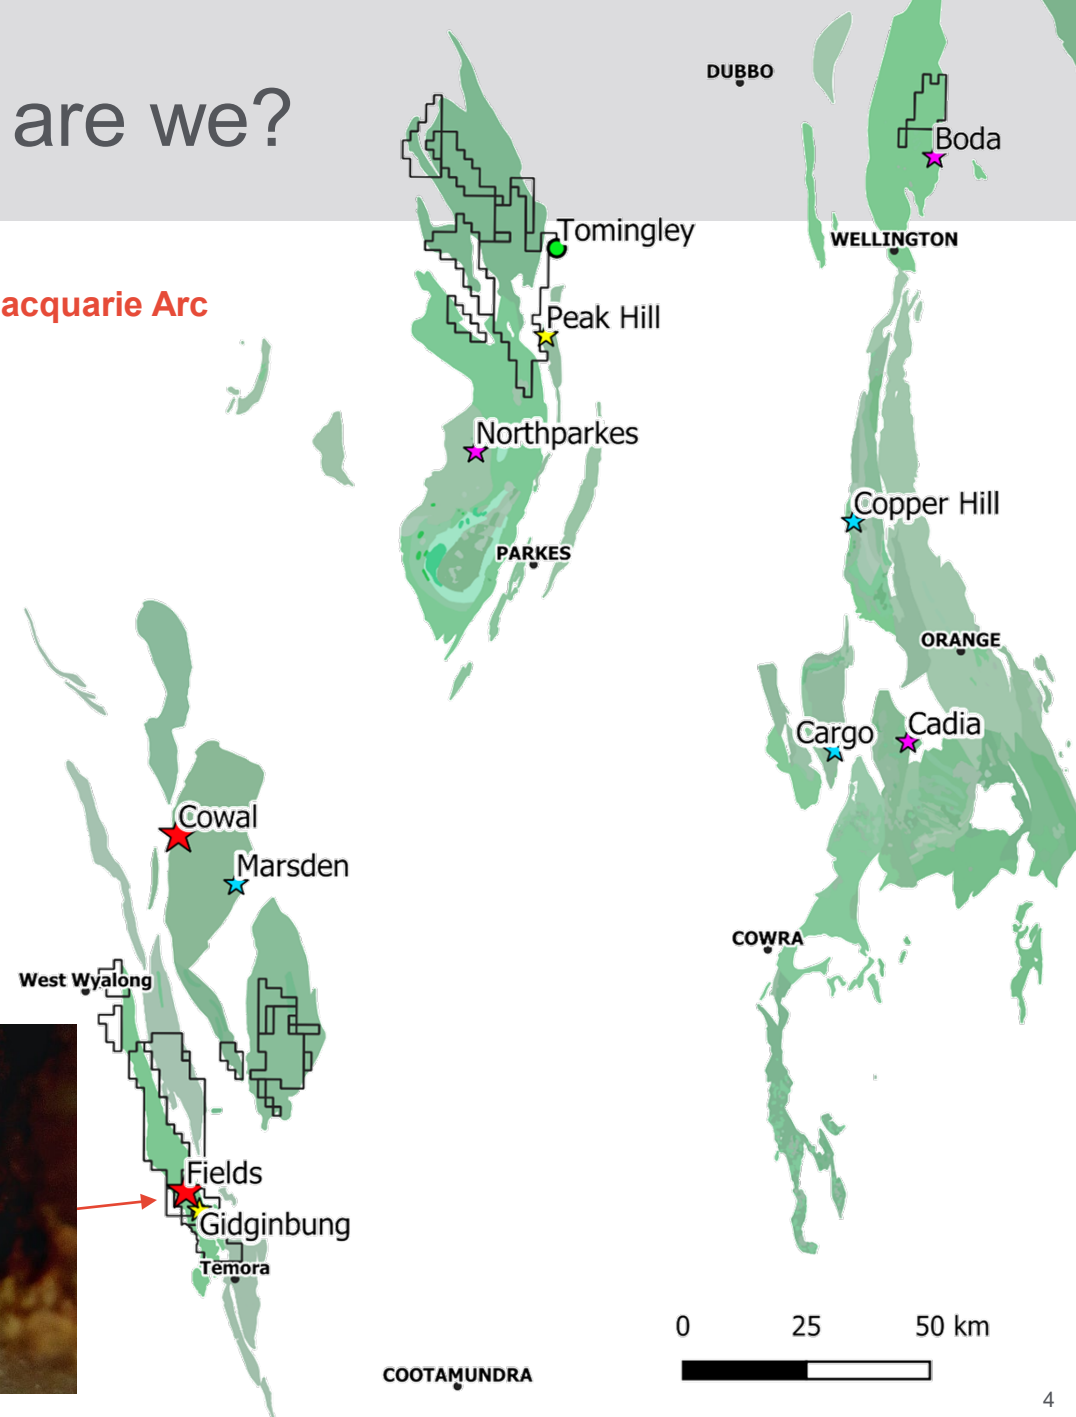 are we?
DUBBO
Boda
Tomingley
WELLINGTON
acquarie Arc
Peak Hill
Northparkes
Copper Hill
PARKES
ORANGE
Cargo
Cadia
Cowal
Marsden
COWRA
West Wyalong
Fields
Gidginbung
Temora
0 25 50 km
COOTAMUNDRA
4